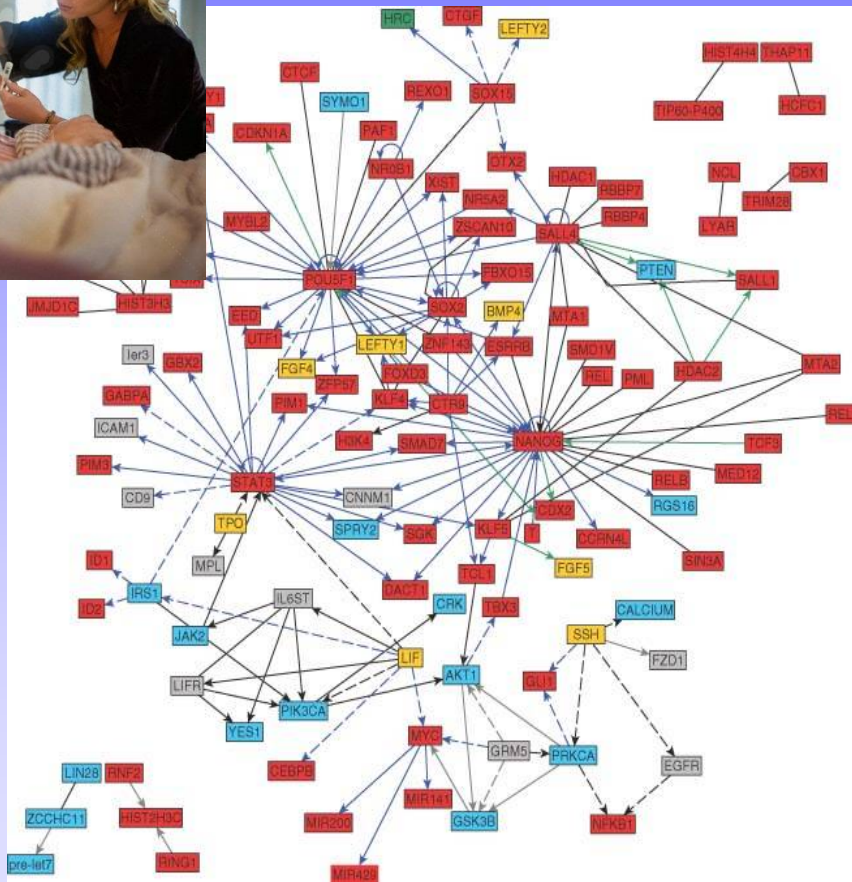 HRC
CTGF
LEFTY2
HIST4H4
THAP11
CTCF
REXO1
SOX15
SYMO1
TIP60-P400
HCFC1
CDKN1A
PAF1
NR0B1
OTX2
XIST
HDAC1
NCL
CBX1
RBBP7
NR5A2
TRIM28
MYBL2
ZSCAN10
RBBP4
LYAR
SALL4
POU5F1
FBXO15
PTEN
SALL1
JMJD1C
HIST3H3
SOX2
BMP4
EED
MTA1
UTF1
LEFTY1
ZNF143
ESRRB
SMD1V
Ier3
GBX2
FGF4
FOXD3
HDAC2
MTA2
ZFP57
REL
PML
GABPA
PIM1
KLF4
CTR9
REL
ICAM1
H3K4
SMAD7
NANOG
TCF3
PIM3
STAT3
MED12
RELB
CD9
CNNM1
RGS16
TPO
SPRY2
SGK
KLF5
CDX2
T
CCRN4L
MPL
FGF5
SIN3A
ID1
IRS1
DACT1
TCL1
ID2
IL6ST
CRK
TBX3
CALCIUM
JAK2
SSH
LIF
FZD1
LIFR
AKT1
GLI1
PIK3CA
YES1
MYC
GRM5
PRKCA
EGFR
CEBPB
LIN28
RNF2
MIR141
ZCCHC11
HIST2H3C
MIR200
GSK3B
NFKB1
pre-let7
RING1
MIR429